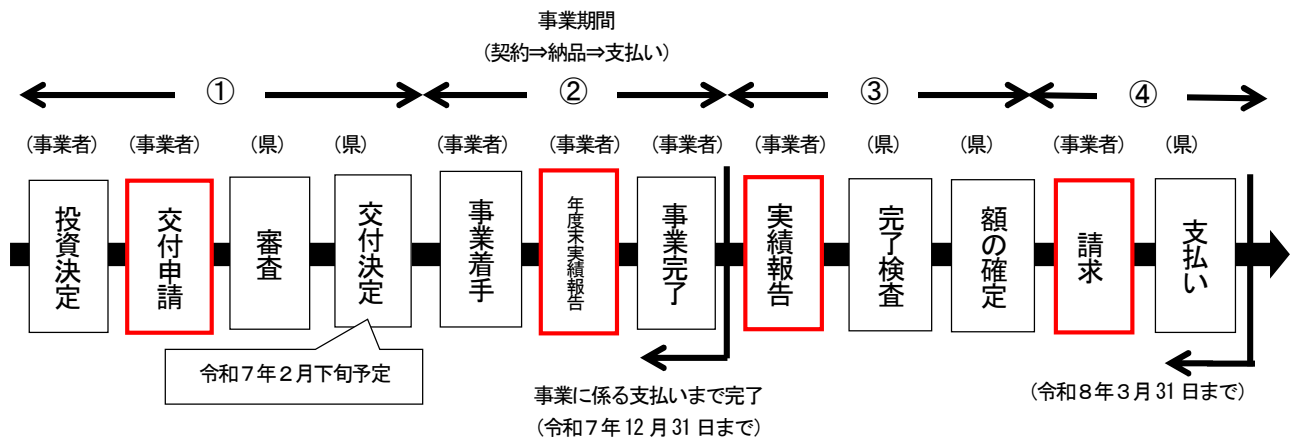 事業期間
（契約⇒納品⇒支払い）
①
②
③
④
（事業者）
（事業者）
（県）
（県）
（事業者）
（事業者）
（事業者）
（事業者）
（県）
（県）
（事業者）
（県）
投資決定
交付申請
審査
交付決定
事業着手
年度末実績報告
事業完了
実績報告
完了検査
額の確定
請求
支払い
令和７年２月下旬予定
事業に係る支払いまで完了
（令和７年 12 月 31 日まで）
（令和８年３月 31 日まで）